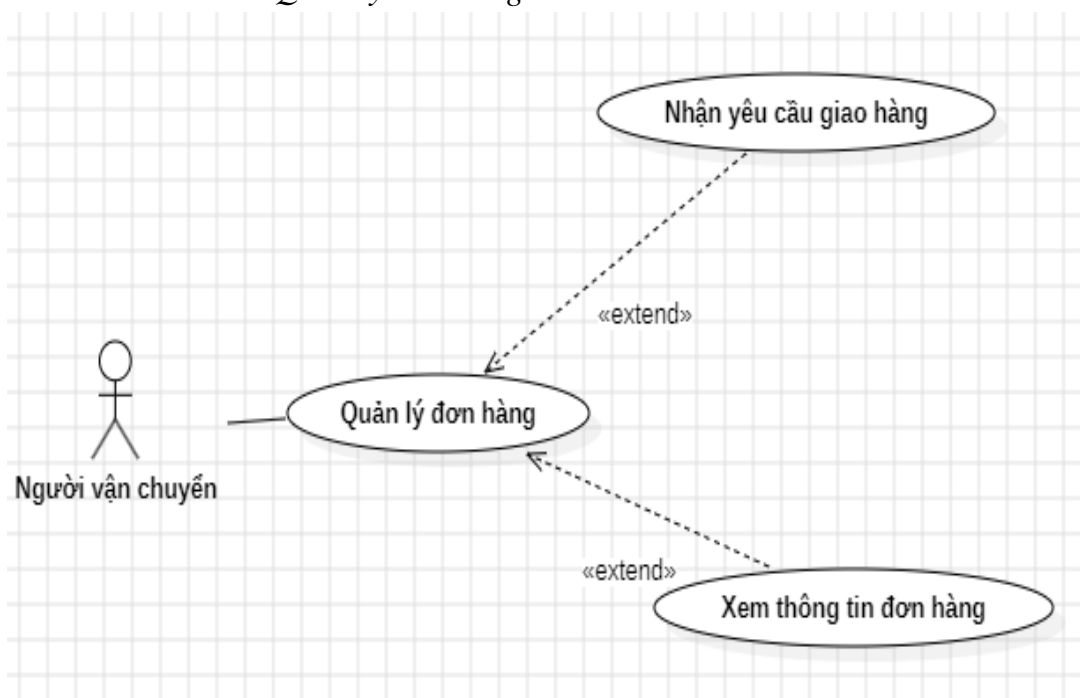 Nhận yêu cầu giao hàng
«extend»
Quản lý đơn hàng
Người vận chuyển
«extend»
Xem thông tin đơn hàng